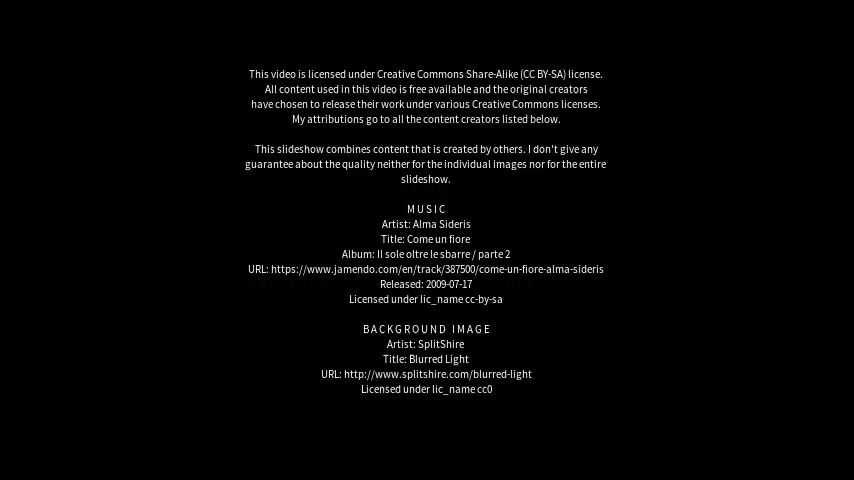 This video is licensed under Creative Commons Share-Alike (CC BY-SA) license.
All content used in this video is free available and the original creators
have chosen to release their work under various Creative Commons licenses.
My attributions go to all the content creators listed below.
This slideshow combines content that is created by others. I don't give any
guarantee about the quality neither for the individual images nor for the entire
slideshow.
MUSIC
Artist: Alma Sideris
Title: Come un fiore
Album: Il sole oltre le sbarre / parte 2
URL: https://www.jamendo.com/en/track/387500/come-un-fiore-alma-sideris
Released: 2009-07-17
Licensed under lic_name cc-by-sa
BACKGROUND IMAGE
Artist: SplitShire
Title: Blurred Light
URL: http://www.splitshire.com/blurred-light
Licensed under lic_name cc0